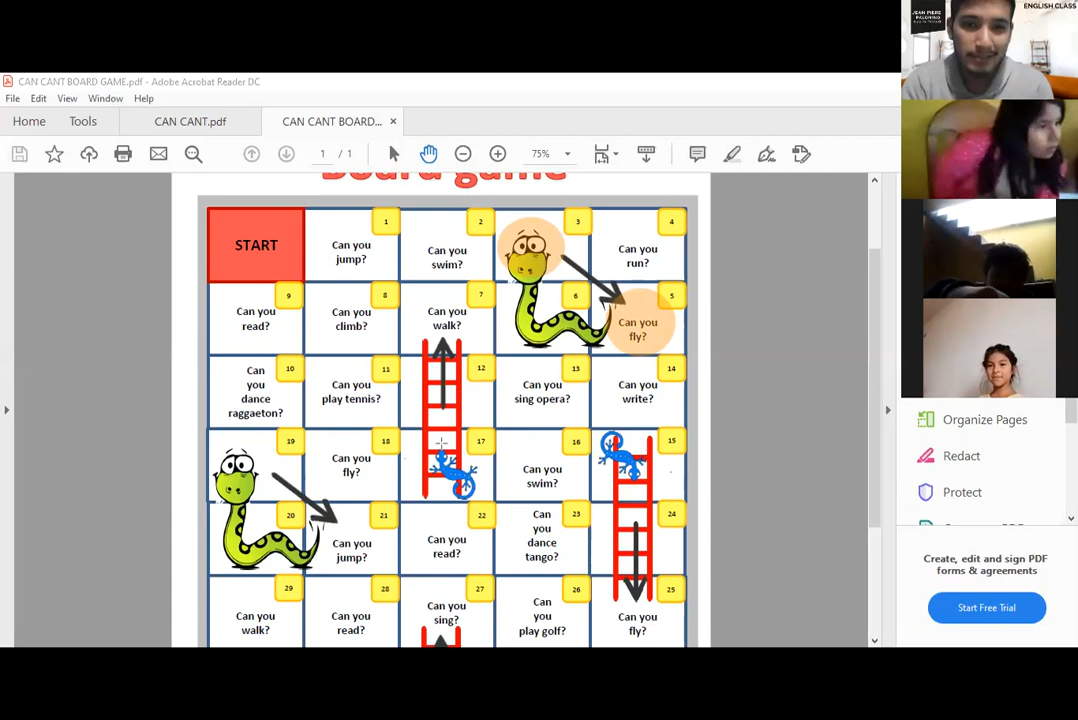 JEAN PIERE
PALOMINO
ENGLISH CLASS
CAN CANT BOARD GAME.pdf - Adobe Acrobat Reader DC
File Edit View Window Help
Home Tools CAN CANT.pdf CAN CANT BOARD... ×
1 / 1 75%
Board game
START
1
Can you
jump?
2
Can you
swim?
3
4
Can you
run?
9
Can you
read?
8
Can you
climb?
7
Can you
walk?
6
5
Can you
fly?
10
Can
you
dance
raggaeton?
11
Can you
play tennis?
12
13
Can you
sing opera?
14
Can you
write?
19
18
Can you
fly?
17
16
Can you
swim?
15
20
21
Can you
jump?
22
Can you
read?
23
Can
you
dance
tango?
24
29
Can you
walk?
28
Can you
read?
27
Can you
sing?
26
Can
you
play golf?
25
Can you
fly?
Organize Pages
Redact
Protect
Create, edit and sign PDF
forms & agreements
Start Free Trial